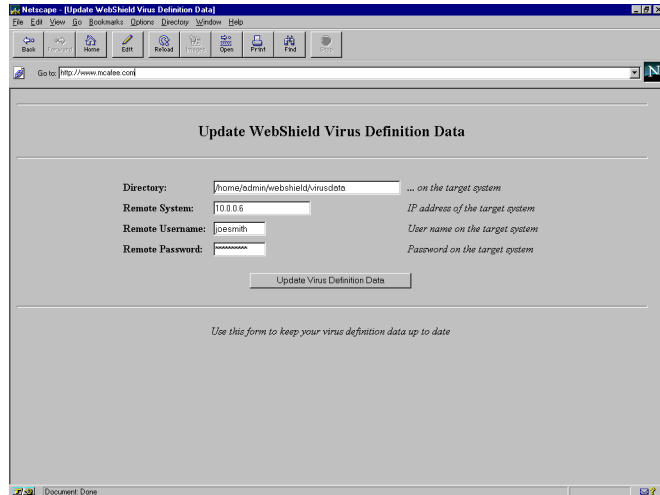 Netscape - [Update WebShield Virus Definition Data]
File Edit View Go Bookmarks Options Directory Window Help
Back Forward Home Edit Reload Images Open Print Find Stop
Go to: http://www.mcafee.com
N
Update WebShield Virus Definition Data
Directory: /home/admin/webshield/virusdata ... on the target system
Remote System: 10.0.0.6 IP address of the target system
Remote Username: joesmith User name on the target system
Remote Password: ********** Password on the target system
Update Virus Definition Data
Use this form to keep your virus definition data up to date
Document: Done